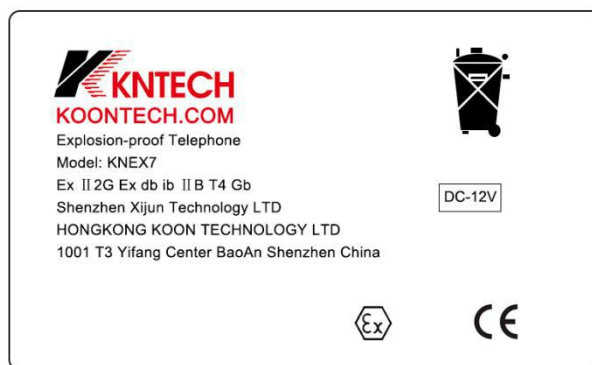 KNTECH
KOONTECH.COM
Explosion-proof Telephone
Model: KNEX7
Ex Ⅱ2G Ex db ib ⅡB T4 Gb
Shenzhen Xijun Technology LTD
DC-12V
HONGKONG KOON TECHNOLOGY LTD
1001 T3 Yifang Center BaoAn Shenzhen China
Ex
CE